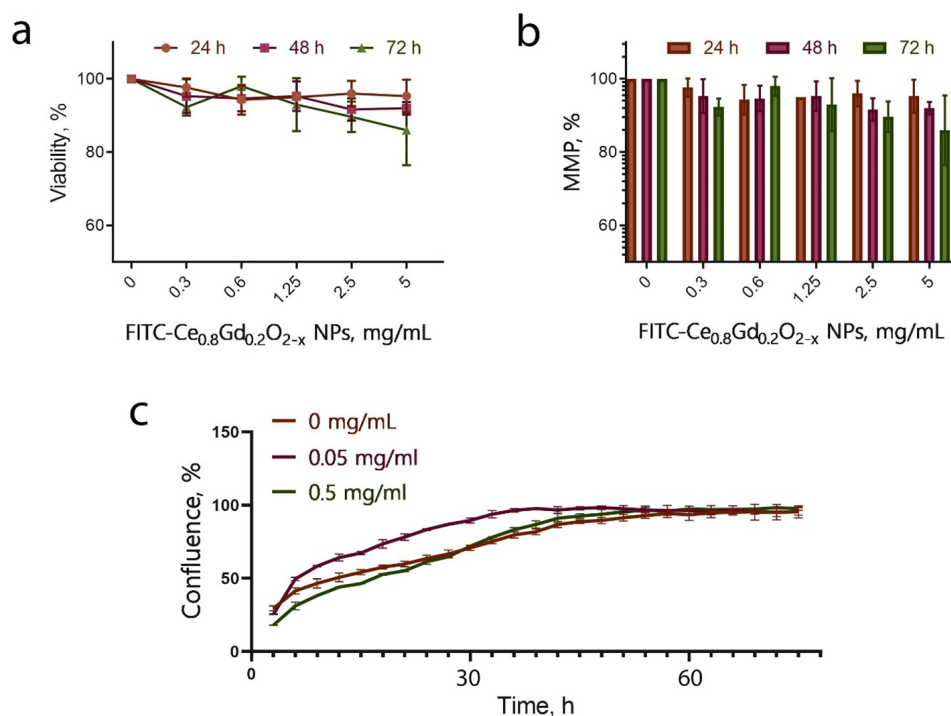 a
24 h 48 h 72 h
Viability, %
100
80
60
0 0.3 0.6 1.25 2.5 5
FITC-Ce0.8Gd0.2O2-x NPs, mg/mL
b
24 h 48 h 72 h
MMP, %
100
80
60
0 0.3 0.6 1.25 2.5 5
FITC-Ce0.8Gd0.2O2-x NPs, mg/mL
c
0 mg/mL
0.05 mg/ml
0.5 mg/ml
Confluence, %
150
100
50
0
0 30 60
Time, h